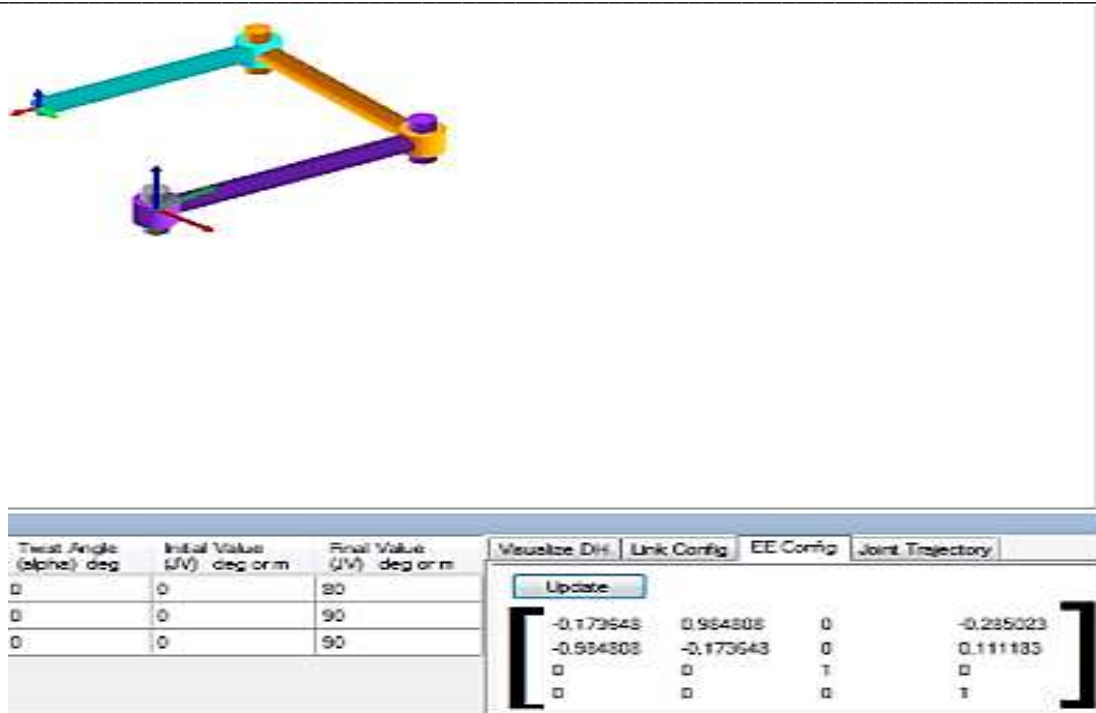 Twist Angle Initial Value Final Value Visualize DH Link Config EE Config Joint Trajectory
(alpha) deg (JV) deg or m (JV) deg or m
0 0 80 Update
0 0 90 -0.173648 0.984808 0 -0.285023
0 0 90 -0.984808 -0.173648 0 0.111183
0 0 1 0
0 0 0 1